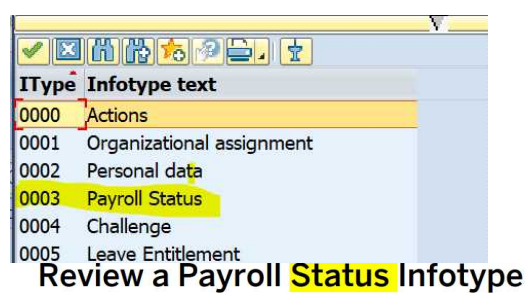 IType Infotype text
0000 Actions
0001 Organizational assignment
0002 Personal data
0003 Payroll Status
0004 Challenge
0005 Leave Entitlement
Review a Payroll Status Infotype